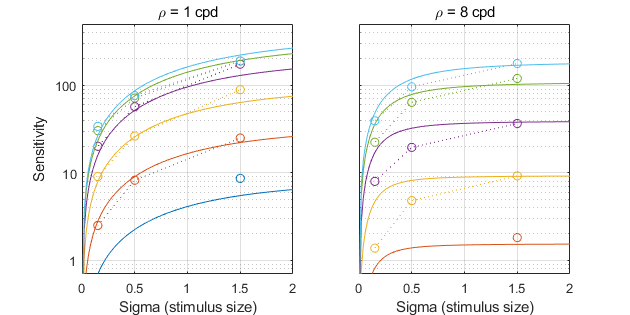 ρ = 1 cpd
ρ = 8 cpd
Sensitivity
100
10
1
0 0.5 1 1.5 2
0 0.5 1 1.5 2
Sigma (stimulus size)
Sigma (stimulus size)